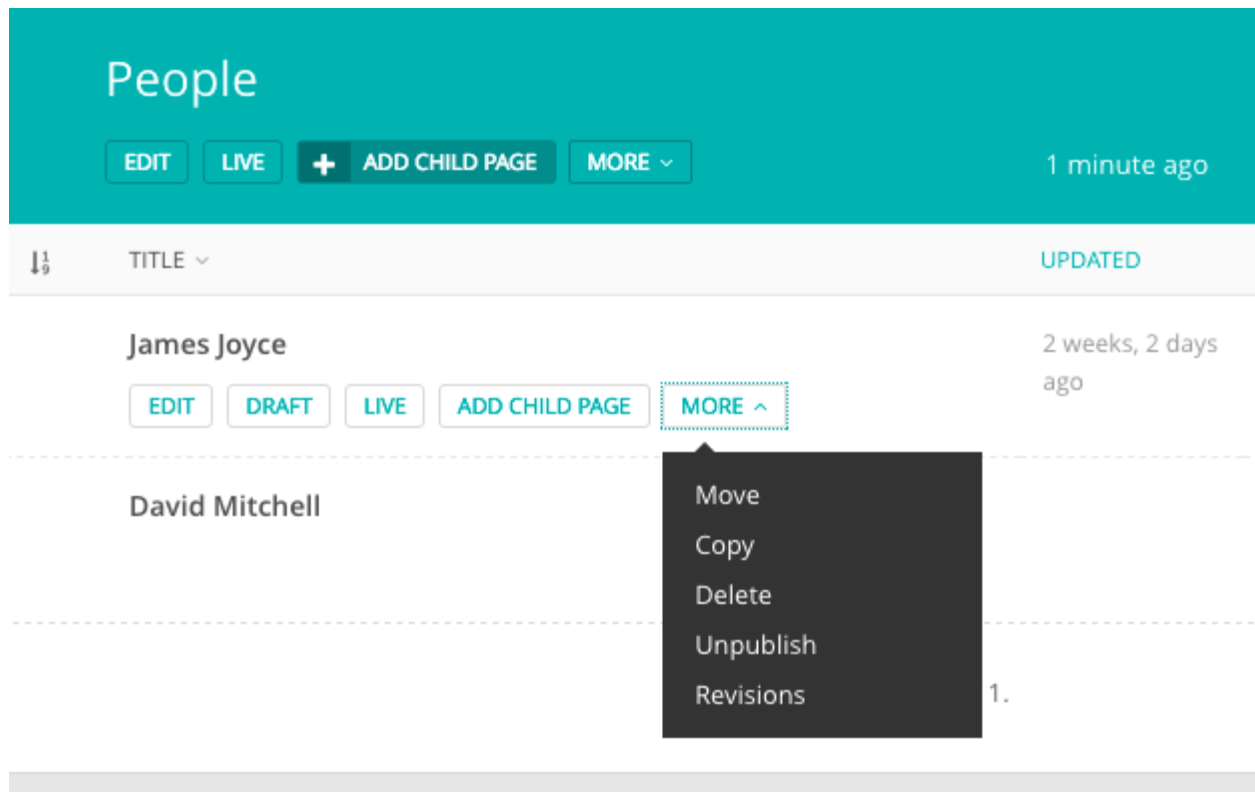 People
EDIT LIVE + ADD CHILD PAGE MORE 1 minute ago
TITLE UPDATED
James Joyce 2 weeks, 2 days
ago
EDIT DRAFT LIVE ADD CHILD PAGE MORE
Move
David Mitchell
Copy
Delete
Unpublish
Revisions 1.